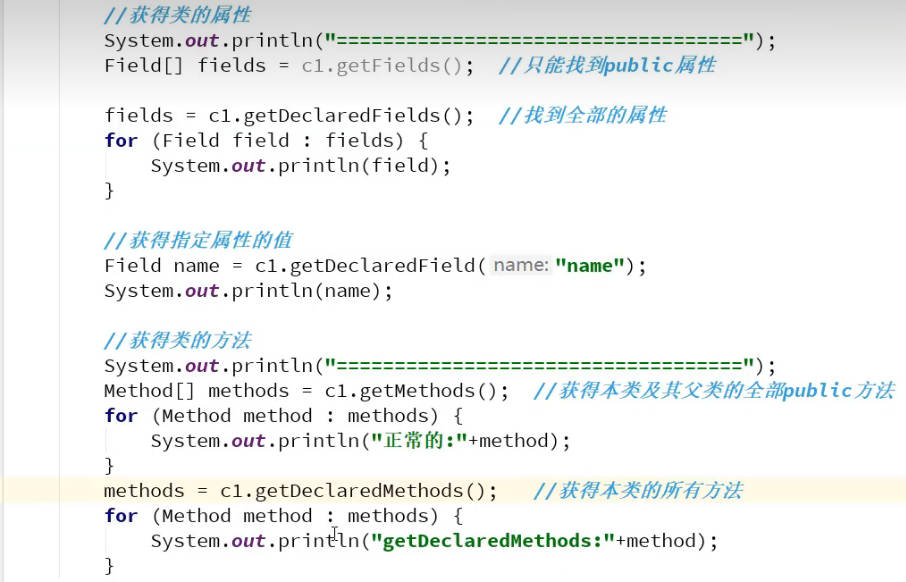 //获得类的属性
System.out.println("===================================");
Field[] fields = c1.getFields();  //只能找到public属性
fields = c1.getDeclaredFields();  //找到全部的属性
for (Field field : fields) {
System.out.println(field);
}
//获得指定属性的值
Field name = c1.getDeclaredField( name: "name");
System.out.println(name);
//获得类的方法
System.out.println("===================================");
Method[] methods = c1.getMethods();  //获得本类及其父类的全部public方法
for (Method method : methods) {
System.out.println("正常的:"+method);
}
methods = c1.getDeclaredMethods();   //获得本类的所有方法
for (Method method : methods) {
System.out.println("getDeclaredMethods:"+method);
}